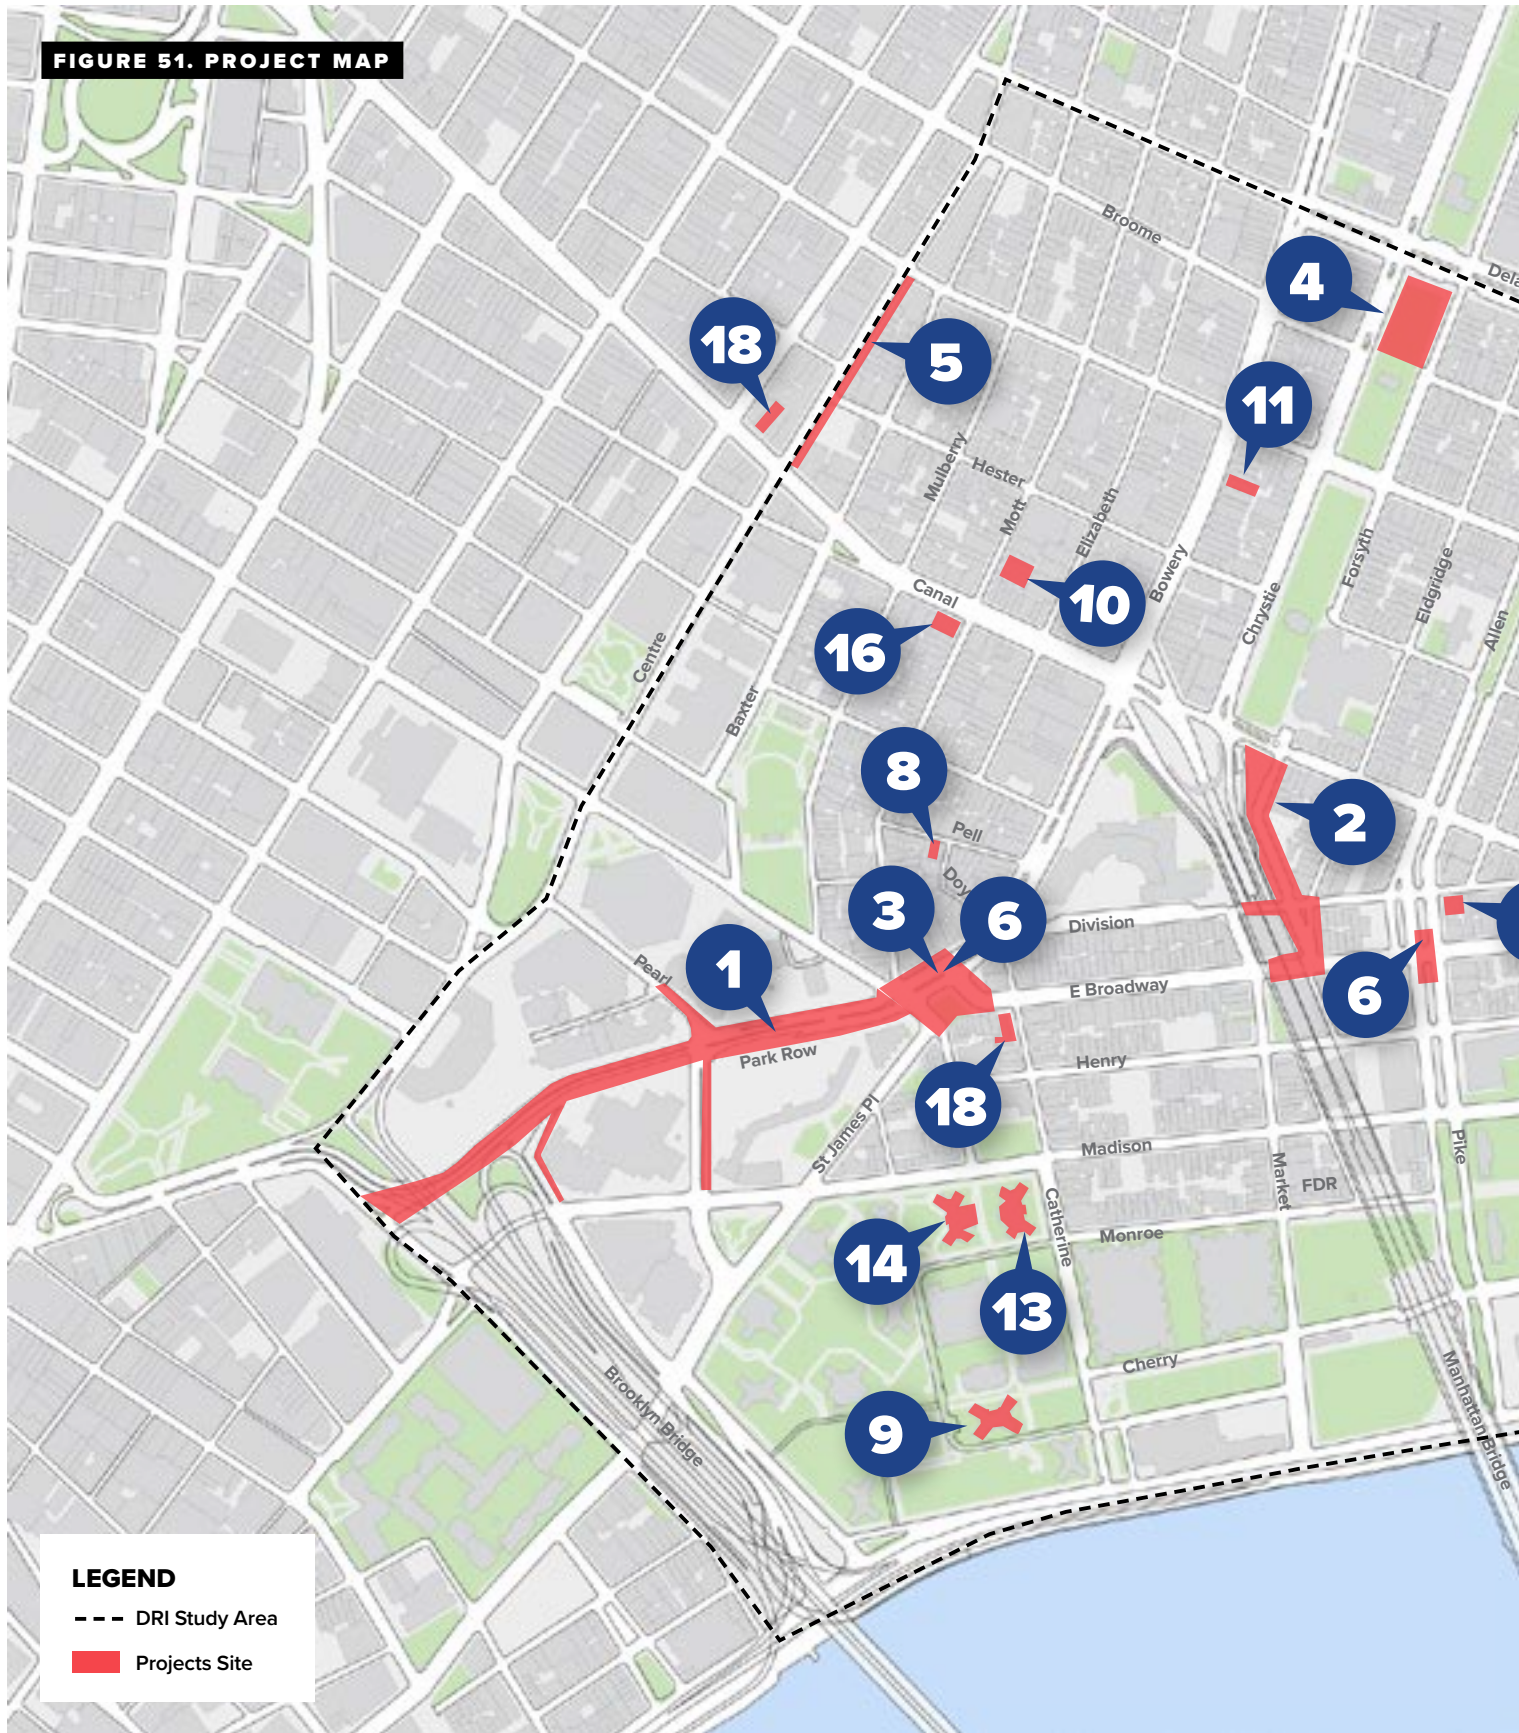 FIGURE 51. PROJECT MAP
Broome
Dela
4
18
5
11
Mulberry
Hester
Mott
Elizabeth
Bowery
Forsyth
Eldgridge
Chrystie
Allen
Canal
10
16
Centre
Baxter
8
Pell
Doy
2
3
6
Division
Pearl
1
E Broadway
6
Park Row
Henry
18
St James Pl
Madison
Market
Pike
FDR
Catherine
Monroe
14
13
Cherry
Manhattan Bridge
Brooklyn Bridge
9
LEGEND
DRI Study Area
Projects Site